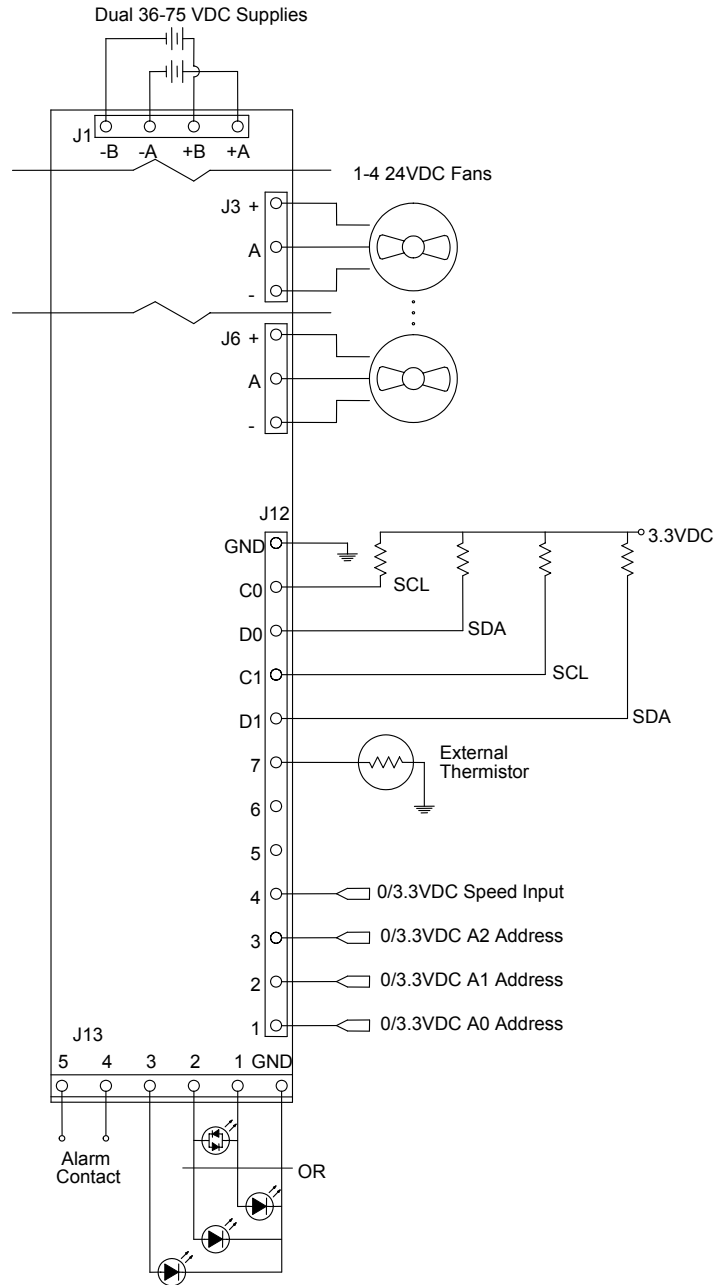 Dual 36-75 VDC Supplies
J1
-B -A +B +A
1-4 24VDC Fans
J3 +
A
-
J6 +
A
-
J12
GND
3.3VDC
C0
SCL
D0
SDA
C1
SCL
D1
SDA
7
External
Thermistor
6
5
4
0/3.3VDC Speed Input
3
0/3.3VDC A2 Address
2
0/3.3VDC A1 Address
1
0/3.3VDC A0 Address
J13
5 4 3 2 1 GND
Alarm
Contact
OR